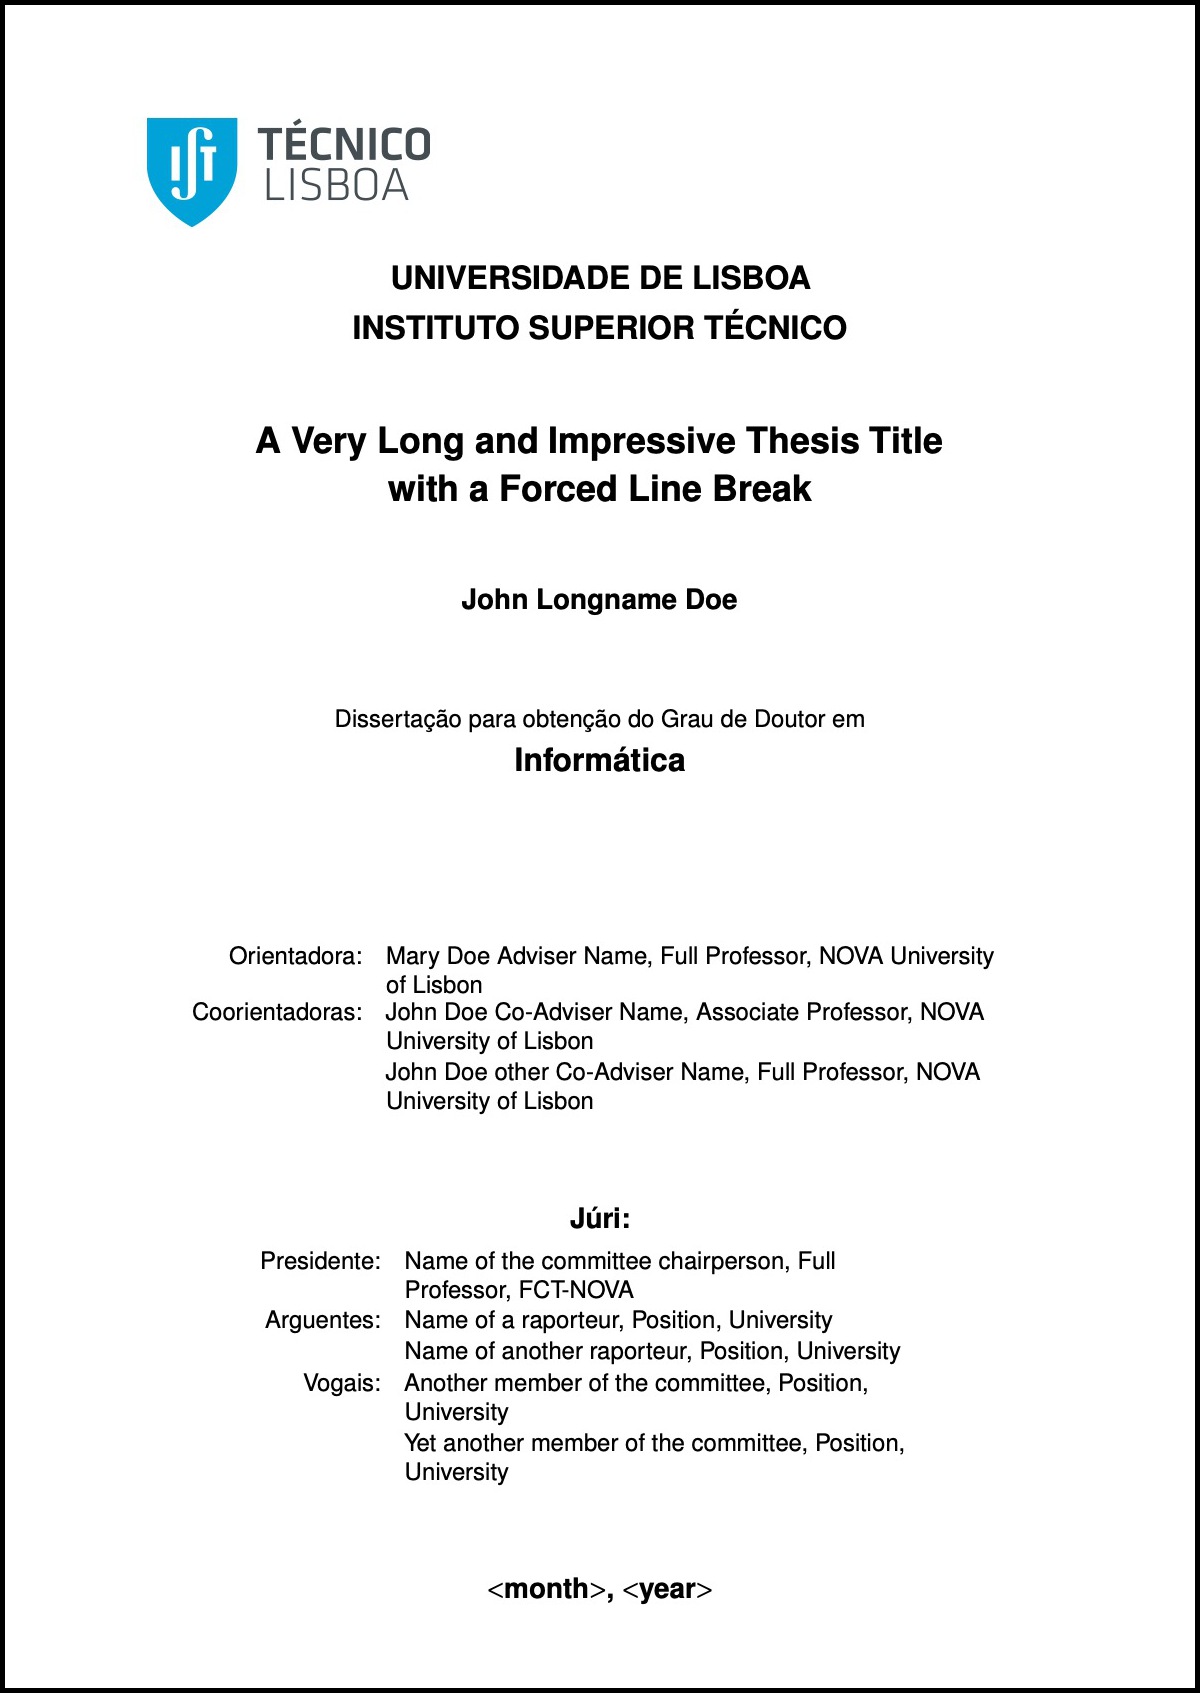 IST TÉCNICO
LISBOA
UNIVERSIDADE DE LISBOA
INSTITUTO SUPERIOR TÉCNICO
A Very Long and Impressive Thesis Title
with a Forced Line Break
John Longname Doe
Dissertação para obtenção do Grau de Doutor em
Informática
Orientadora: Mary Doe Adviser Name, Full Professor, NOVA University
of Lisbon
Coorientadoras: John Doe Co-Adviser Name, Associate Professor, NOVA
University of Lisbon
John Doe other Co-Adviser Name, Full Professor, NOVA
University of Lisbon
Júri:
Presidente: Name of the committee chairperson, Full
Professor, FCT-NOVA
Arguentes: Name of a raporteur, Position, University
Name of another raporteur, Position, University
Vogais: Another member of the committee, Position,
University
Yet another member of the committee, Position,
University
<month>, <year>